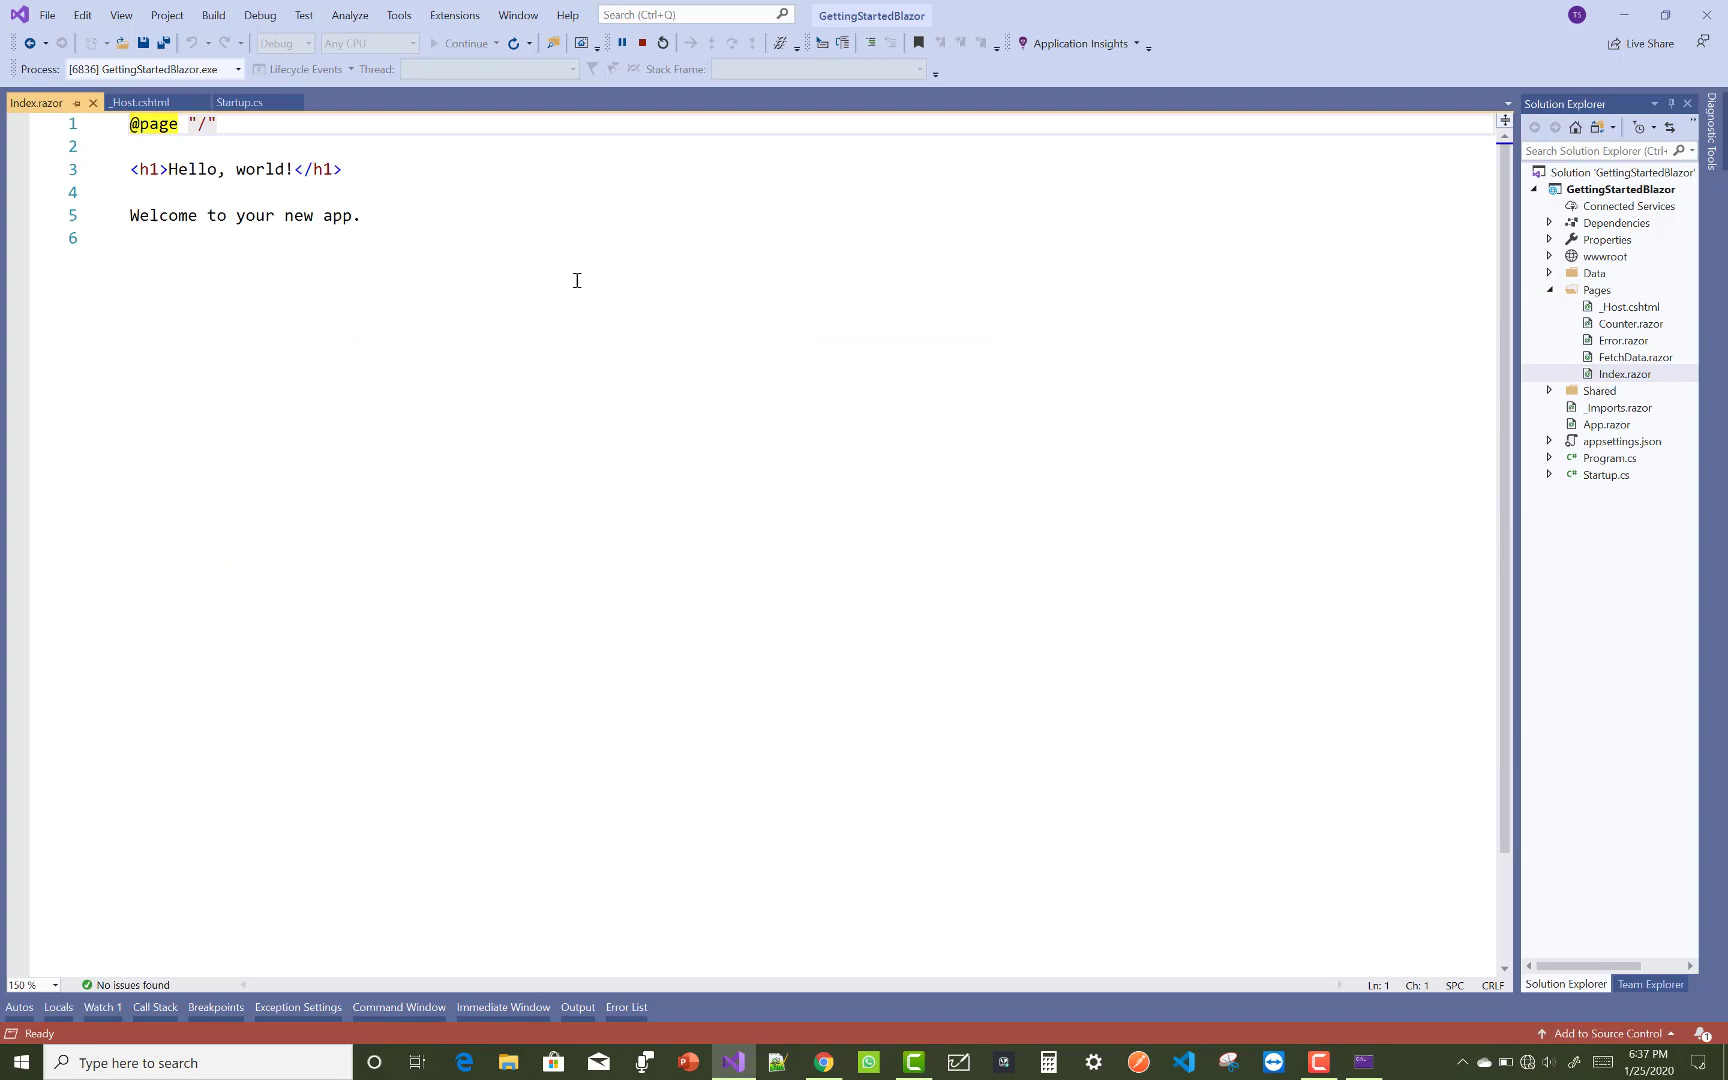 File Edit View Project Build Debug Test Analyze Tools Extensions Window Help Search (Ctrl+Q) GettingStartedBlazor TS
Debug Any CPU Continue Application Insights Live Share
Process: [6836] GettingStartedBlazor.exe Lifecycle Events Thread: Stack Frame:
Index.razor _Host.cshtml Startup.cs
1 @page "/"
2
3 <h1>Hello, world!</h1>
4
5 Welcome to your new app.
6
Solution Explorer
Search Solution Explorer (Ctrl+
Solution 'GettingStartedBlazor'
GettingStartedBlazor
Connected Services
Dependencies
Properties
wwwroot
Data
Pages
_Host.cshtml
Counter.razor
Error.razor
FetchData.razor
Index.razor
Shared
_Imports.razor
App.razor
appsettings.json
C# Program.cs
C# Startup.cs
Diagnostic Tools
150 % No issues found Ln: 1 Ch: 1 SPC CRLF
Solution Explorer Team Explorer
Autos Locals Watch 1 Call Stack Breakpoints Exception Settings Command Window Immediate Window Output Error List
Ready Add to Source Control 1
Type here to search
6:37 PM
1/25/2020